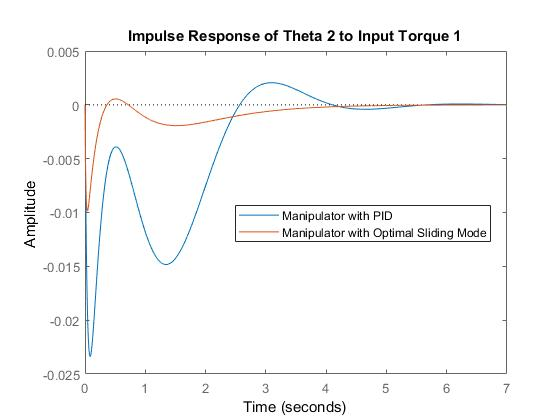 Impulse Response of Theta 2 to Input Torque 1
0.005
0
-0.005
-0.01
-0.015
-0.02
-0.025
Amplitude
Manipulator with PID
Manipulator with Optimal Sliding Mode
0 1 2 3 4 5 6 7
Time (seconds)